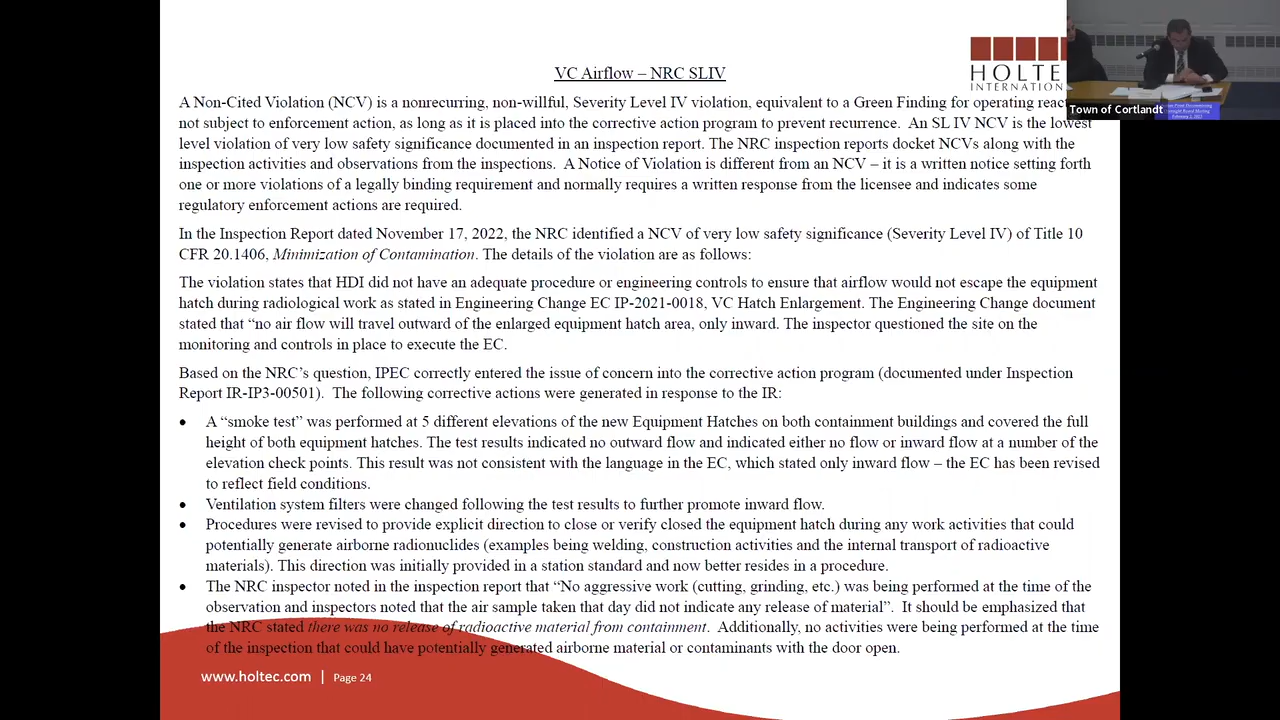 VC Airflow – NRC SLIV
HOLTE
INTERNATION
A Non-Cited Violation (NCV) is a nonrecurring, non-willful, Severity Level IV violation, equivalent to a Green Finding for operating reac
Town of Cortlandt
not subject to enforcement action, as long as it is placed into the corrective action program to prevent recurrence.  An SL IV NCV is the lowest
level violation of very low safety significance documented in an inspection report. The NRC inspection reports docket NCVs along with the
inspection activities and observations from the inspections.  A Notice of Violation is different from an NCV – it is a written notice setting forth
one or more violations of a legally binding requirement and normally requires a written response from the licensee and indicates some
regulatory enforcement actions are required.
In the Inspection Report dated November 17, 2022, the NRC identified a NCV of very low safety significance (Severity Level IV) of Title 10
CFR 20.1406, Minimization of Contamination. The details of the violation are as follows:
The violation states that HDI did not have an adequate procedure or engineering controls to ensure that airflow would not escape the equipment
hatch during radiological work as stated in Engineering Change EC IP-2021-0018, VC Hatch Enlargement. The Engineering Change document
stated that “no air flow will travel outward of the enlarged equipment hatch area, only inward. The inspector questioned the site on the
monitoring and controls in place to execute the EC.
Based on the NRC’s question, IPEC correctly entered the issue of concern into the corrective action program (documented under Inspection
Report IR-IP3-00501).  The following corrective actions were generated in response to the IR:
• A “smoke test” was performed at 5 different elevations of the new Equipment Hatches on both containment buildings and covered the full
height of both equipment hatches. The test results indicated no outward flow and indicated either no flow or inward flow at a number of the
elevation check points. This result was not consistent with the language in the EC, which stated only inward flow – the EC has been revised
to reflect field conditions.
• Ventilation system filters were changed following the test results to further promote inward flow.
• Procedures were revised to provide explicit direction to close or verify closed the equipment hatch during any work activities that could
potentially generate airborne radionuclides (examples being welding, construction activities and the internal transport of radioactive
materials). This direction was initially provided in a station standard and now better resides in a procedure.
• The NRC inspector noted in the inspection report that “No aggressive work (cutting, grinding, etc.) was being performed at the time of the
observation and inspectors noted that the air sample taken that day did not indicate any release of material”.  It should be emphasized that
the NRC stated there was no release of radioactive material from containment.  Additionally, no activities were being performed at the time
of the inspection that could have potentially generated airborne material or contaminants with the door open.
www.holtec.com | Page 24